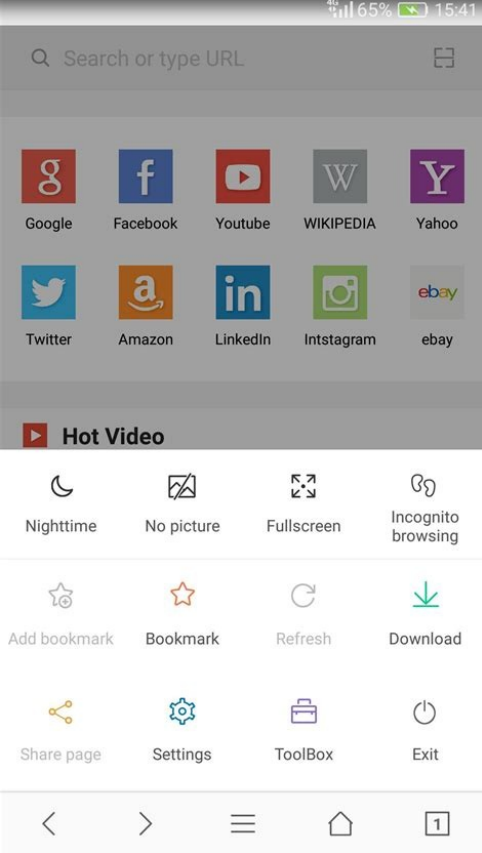 4G 65% 15:41
Search or type URL
Google Facebook Youtube WIKIPEDIA Yahoo
Twitter Amazon LinkedIn Intstagram ebay
Hot Video
Nighttime No picture Fullscreen Incognito browsing
Add bookmark Bookmark Refresh Download
Share page Settings ToolBox Exit
1